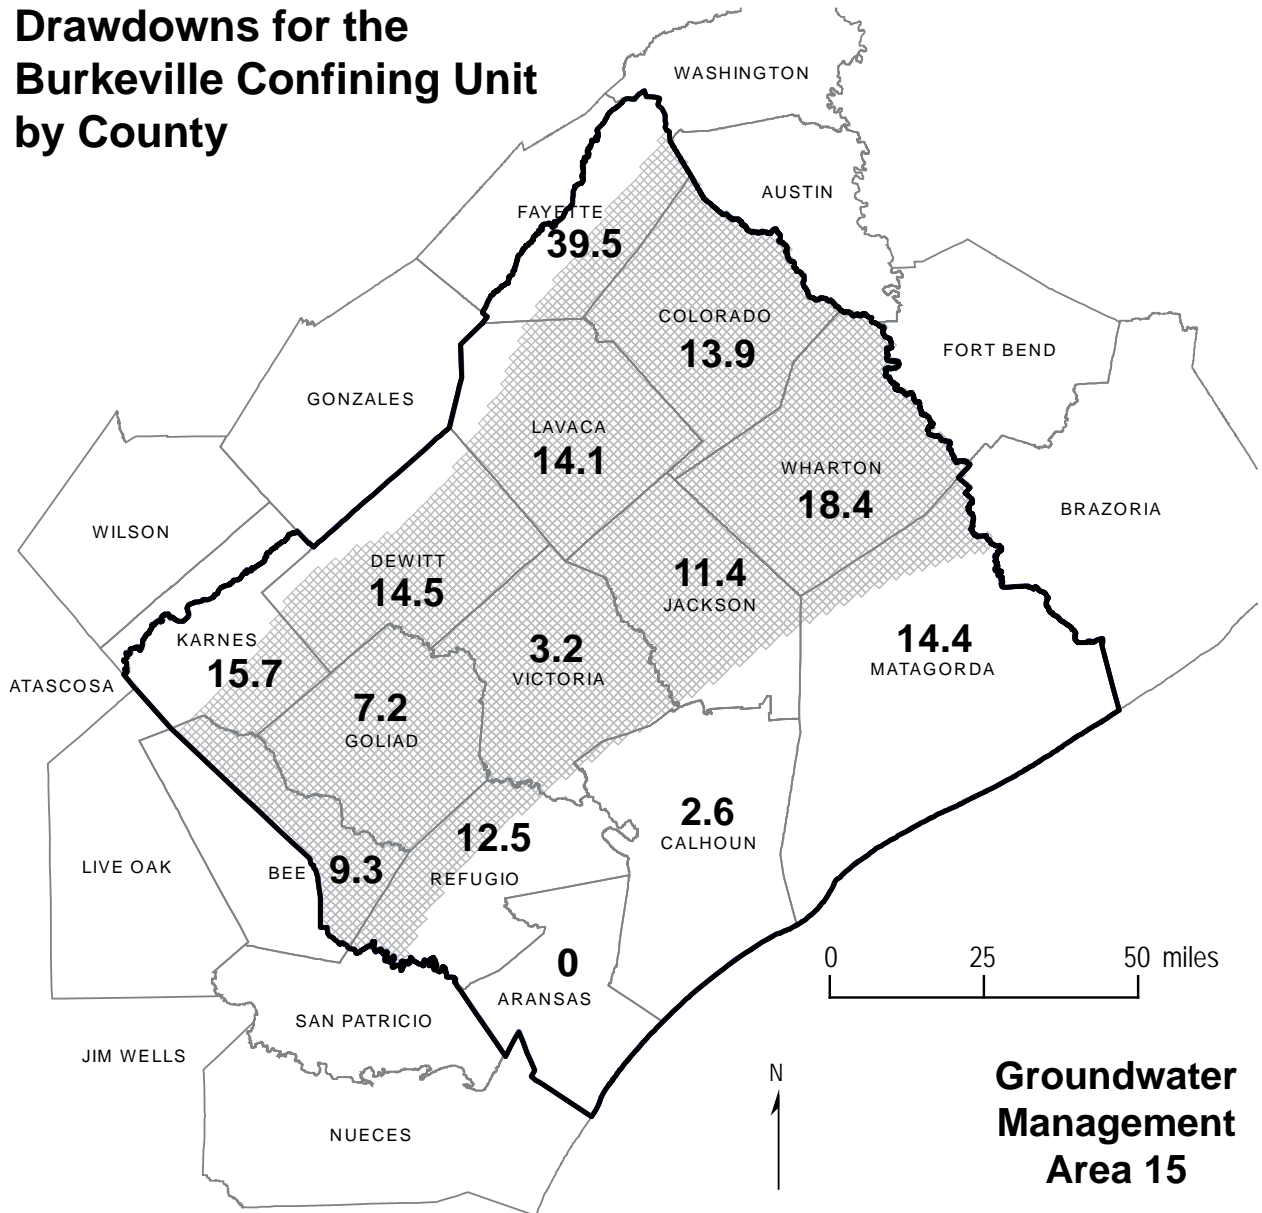 Drawdowns for the
Burkeville Confining Unit
by County
WASHINGTON
AUSTIN
FAYETTE
39.5
COLORADO
13.9
FORT BEND
GONZALES
LAVACA
14.1
WHARTON
18.4
BRAZORIA
WILSON
DEWITT
14.5
11.4
JACKSON
KARNES
15.7
3.2
VICTORIA
14.4
MATAGORDA
ATASCOSA
7.2
GOLIAD
2.6
CALHOUN
12.5
REFUGIO
LIVE OAK
BEE
9.3
0
ARANSAS
0 25 50 miles
SAN PATRICIO
JIM WELLS
N
NUECES
Groundwater
Management
Area 15